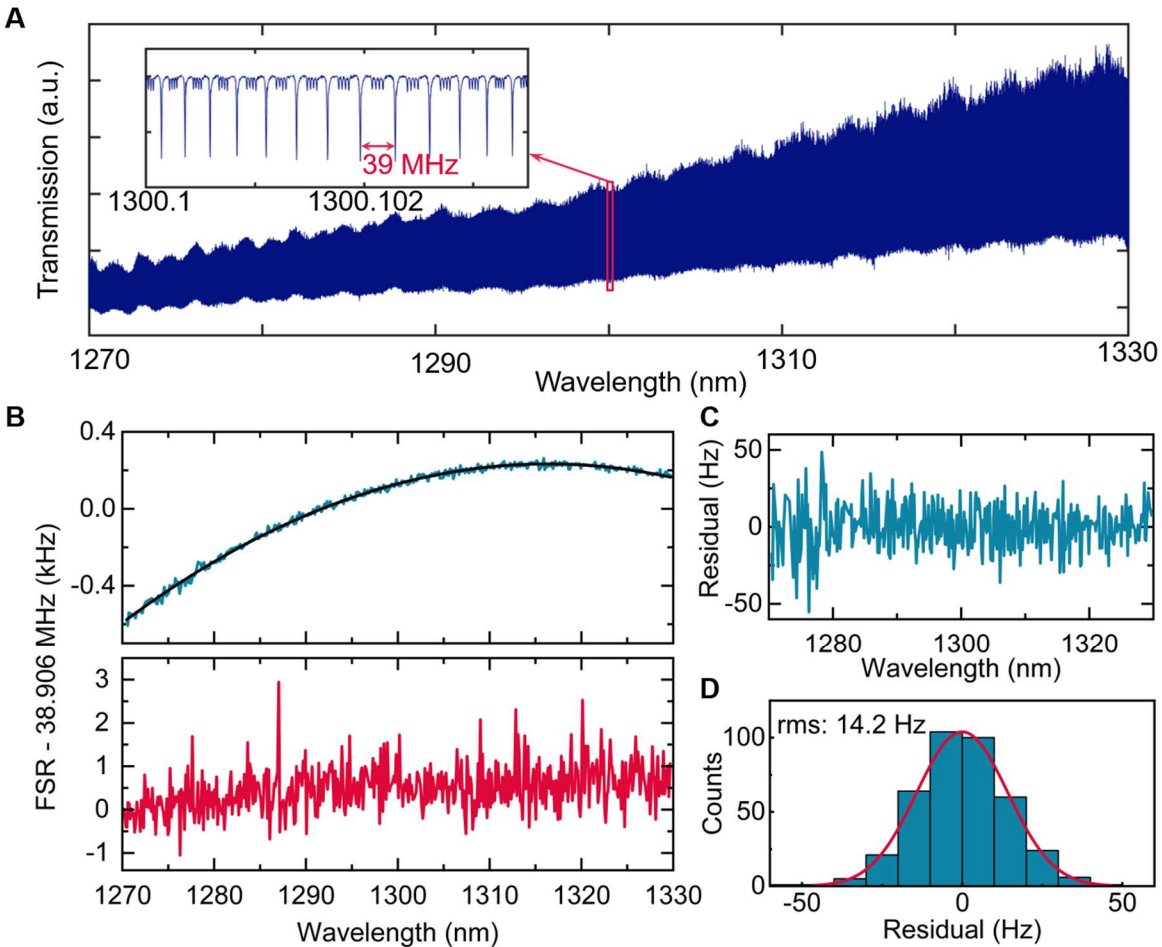 A
Transmission (a.u.)
39 MHz
1300.1
1300.102
1270
1290
1310
1330
Wavelength (nm)
B
FSR - 38.906 MHz (kHz)
0.4
0.0
-0.4
3
2
1
0
-1
1270
1280
1290
1300
1310
1320
1330
Wavelength (nm)
C
Residual (Hz)
50
0
-50
1280
1300
1320
Wavelength (nm)
D
rms: 14.2 Hz
Counts
100
50
0
-50
0
50
Residual (Hz)